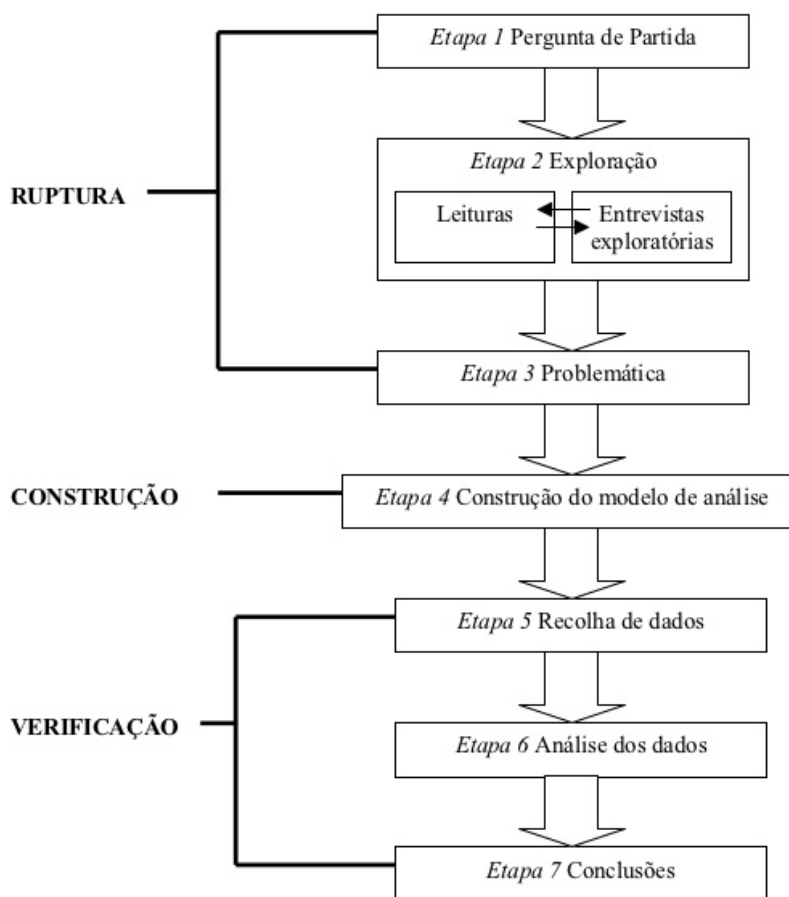 Etapa 1 Pergunta de Partida
Etapa 2 Exploração
RUPTURA
Leituras
Entrevistas
exploratórias
Etapa 3 Problemática
CONSTRUÇÃO
Etapa 4 Construção do modelo de análise
Etapa 5 Recolha de dados
VERIFICAÇÃO
Etapa 6 Análise dos dados
Etapa 7 Conclusões